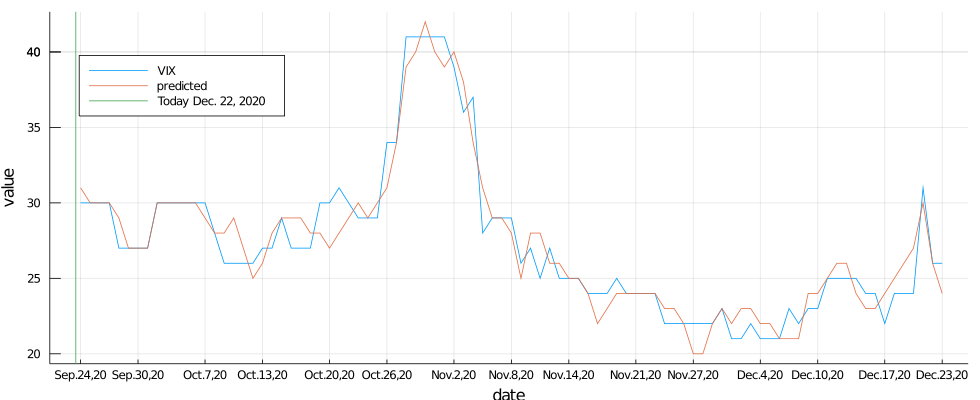 value
40
35
30
25
20
VIX
predicted
Today Dec. 22, 2020
Sep.24,20 Sep.30,20 Oct.7,20 Oct.13,20 Oct.20,20 Oct.26,20 Nov.2,20 Nov.8,20 Nov.14,20 Nov.21,20 Nov.27,20 Dec.4,20 Dec.10,20 Dec.17,20 Dec.23,20
date